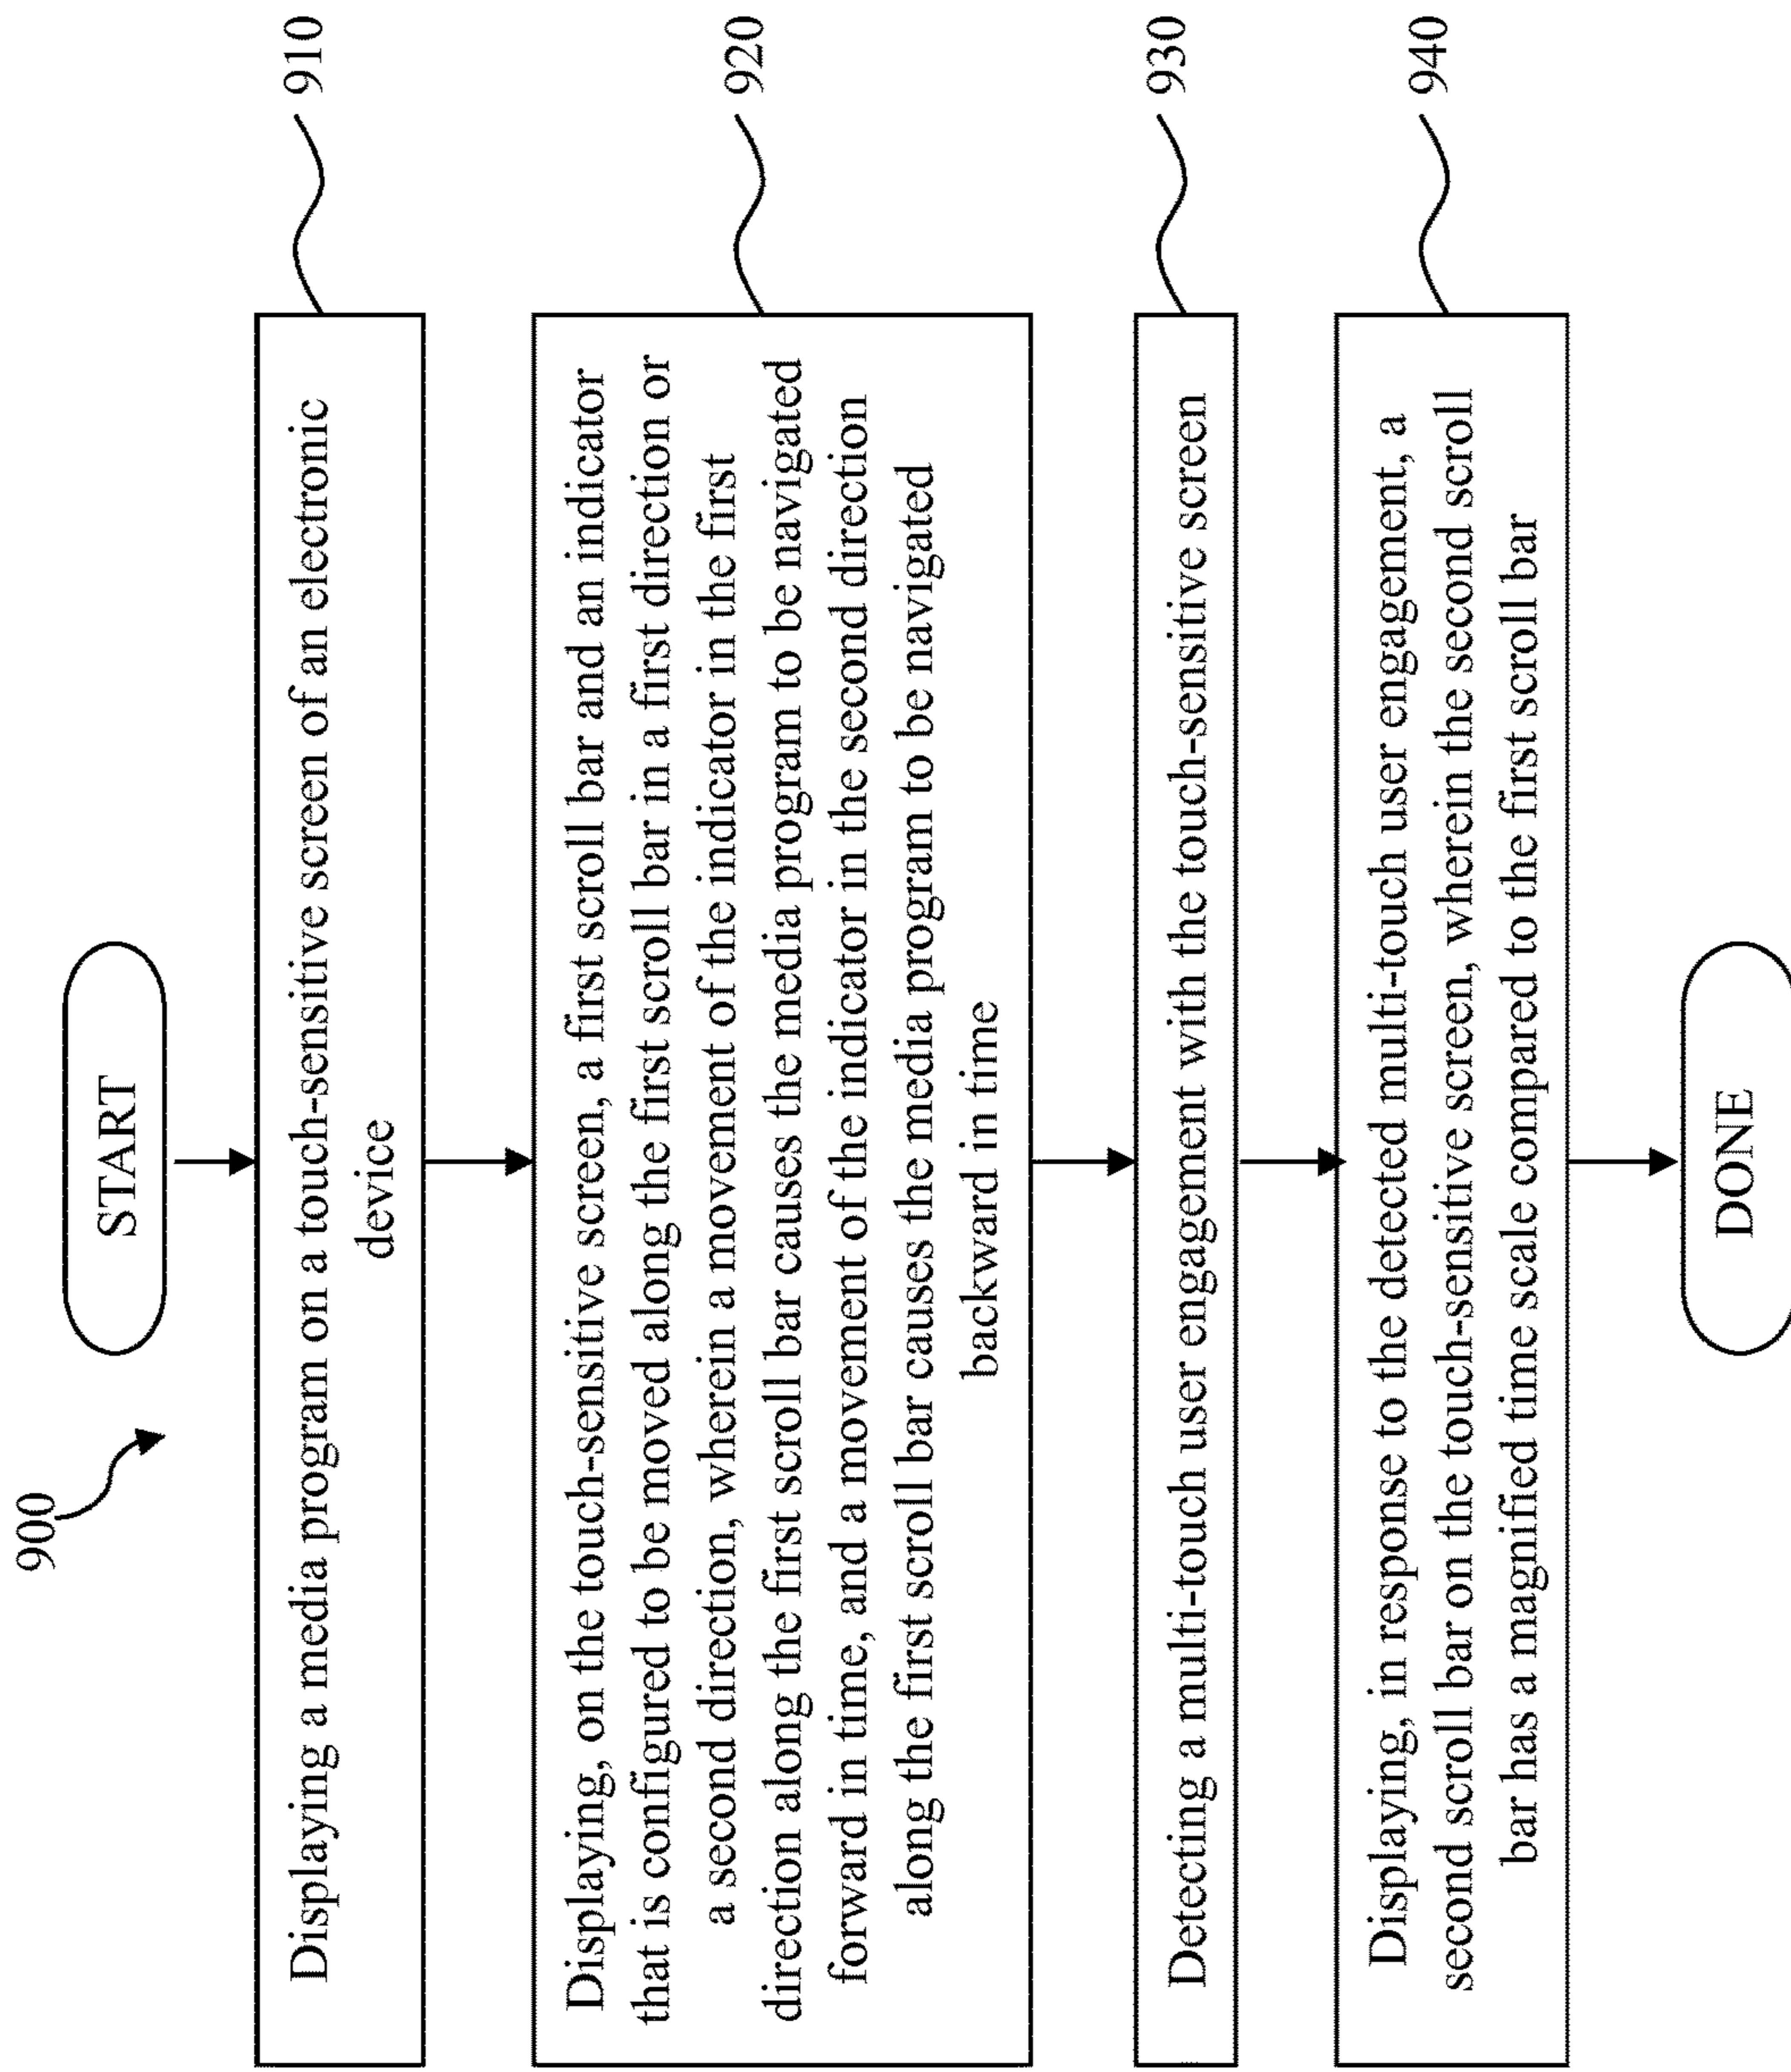 900
START
Displaying a media program on a touch-sensitive screen of an electronic
device
910
Displaying, on the touch-sensitive screen, a first scroll bar and an indicator
that is configured to be moved along the first scroll bar in a first direction or
a second direction, wherein a movement of the indicator in the first
direction along the first scroll bar causes the media program to be navigated
forward in time, and a movement of the indicator in the second direction
along the first scroll bar causes the media program to be navigated
backward in time
920
Detecting a multi-touch user engagement with the touch-sensitive screen
930
Displaying, in response to the detected multi-touch user engagement, a
second scroll bar on the touch-sensitive screen, wherein the second scroll
bar has a magnified time scale compared to the first scroll bar
940
DONE